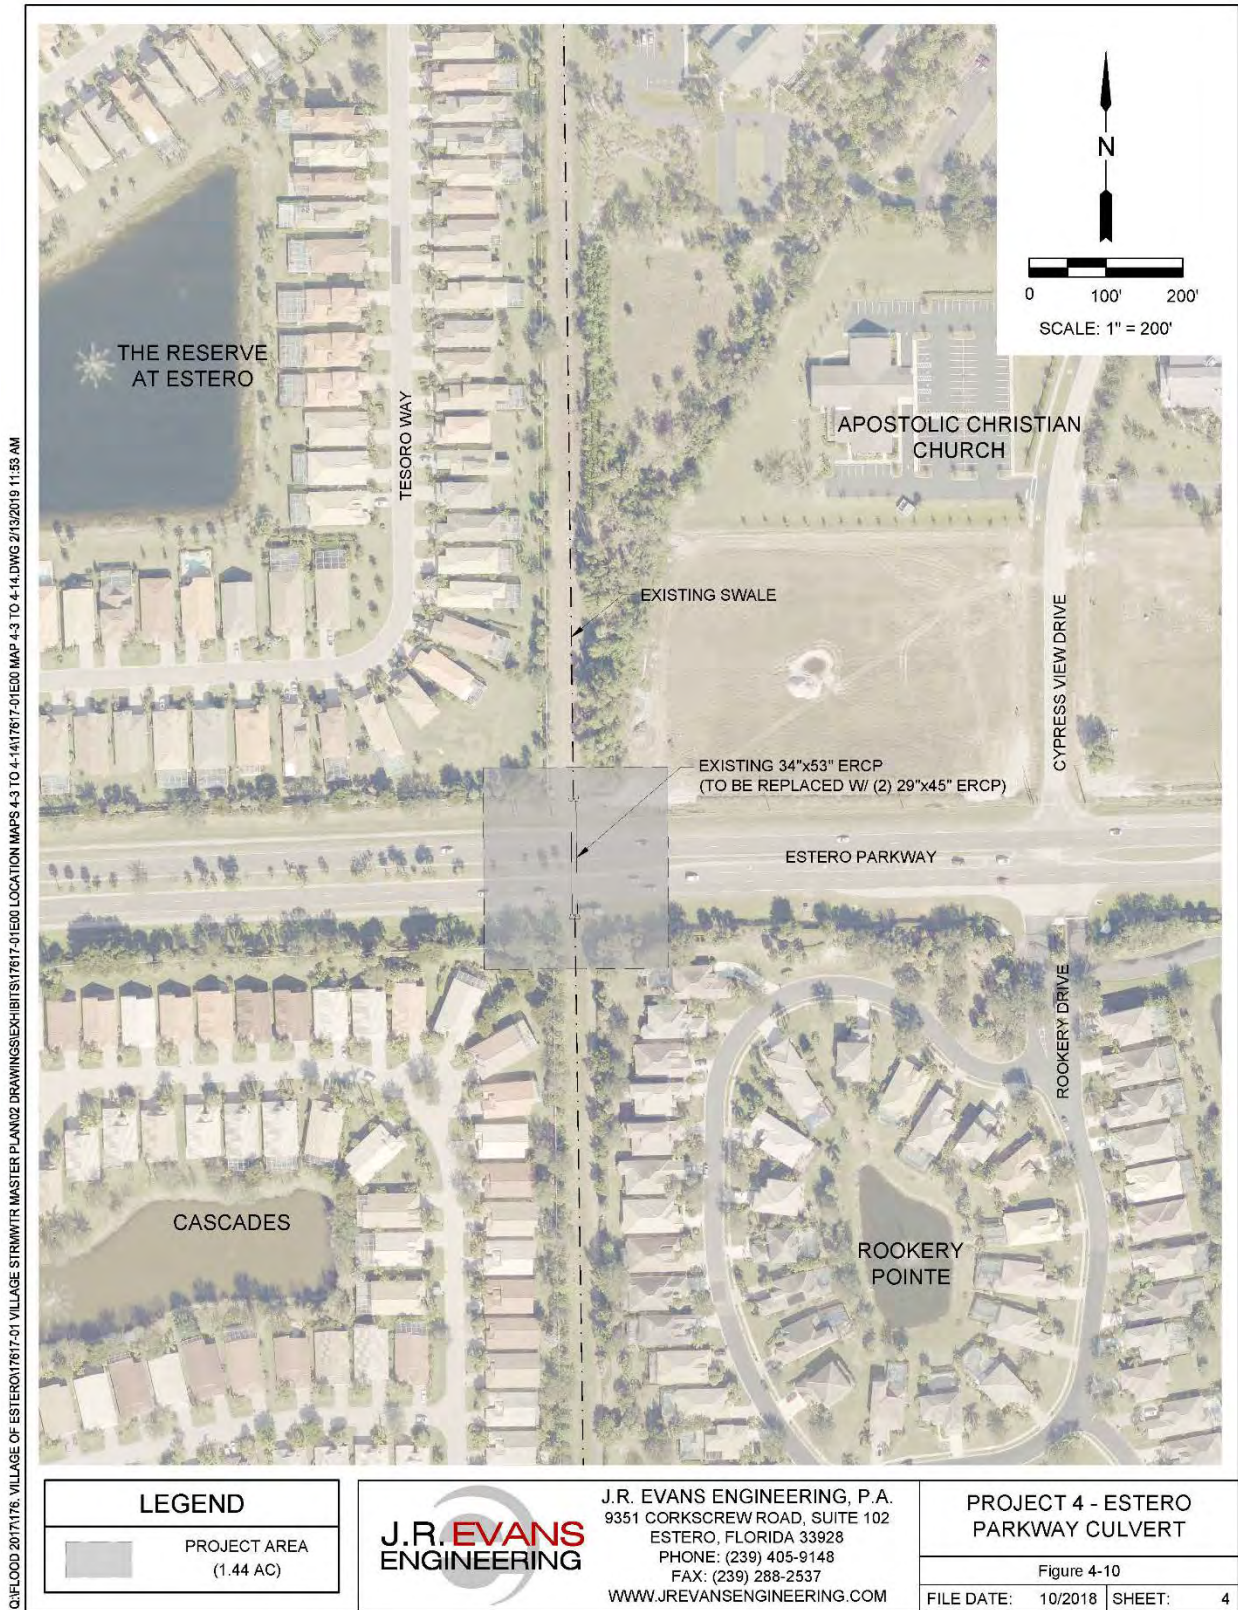 N
0 100' 200'
SCALE: 1" = 200'
THE RESERVE
AT ESTERO
TESORO WAY
APOSTOLIC CHRISTIAN
CHURCH
EXISTING SWALE
CYPRESS VIEW DRIVE
EXISTING 34"x53" ERCP
(TO BE REPLACED W/ (2) 29"x45" ERCP)
ESTERO PARKWAY
ROOKERY DRIVE
CASCADES
ROOKERY
POINTE
Q:\FLOOD 2017\176. VILLAGE OF ESTERO\17617-01 VILLAGE STRMWTR MASTER PLAN\02 DRAWINGS\EXHIBITS\17617-01E00 LOCATION MAPS 4-3 TO 4-14\17617-01E00 MAP 4-3 TO 4-14.DWG 2/13/2019 11:53 AM
LEGEND
PROJECT AREA
(1.44 AC)
J.R. EVANS
ENGINEERING
J.R. EVANS ENGINEERING, P.A.
9351 CORKSCREW ROAD, SUITE 102
ESTERO, FLORIDA 33928
PHONE: (239) 405-9148
FAX: (239) 288-2537
WWW.JREVANSENGINEERING.COM
PROJECT 4 - ESTERO
PARKWAY CULVERT
Figure 4-10
FILE DATE: 10/2018 SHEET: 4